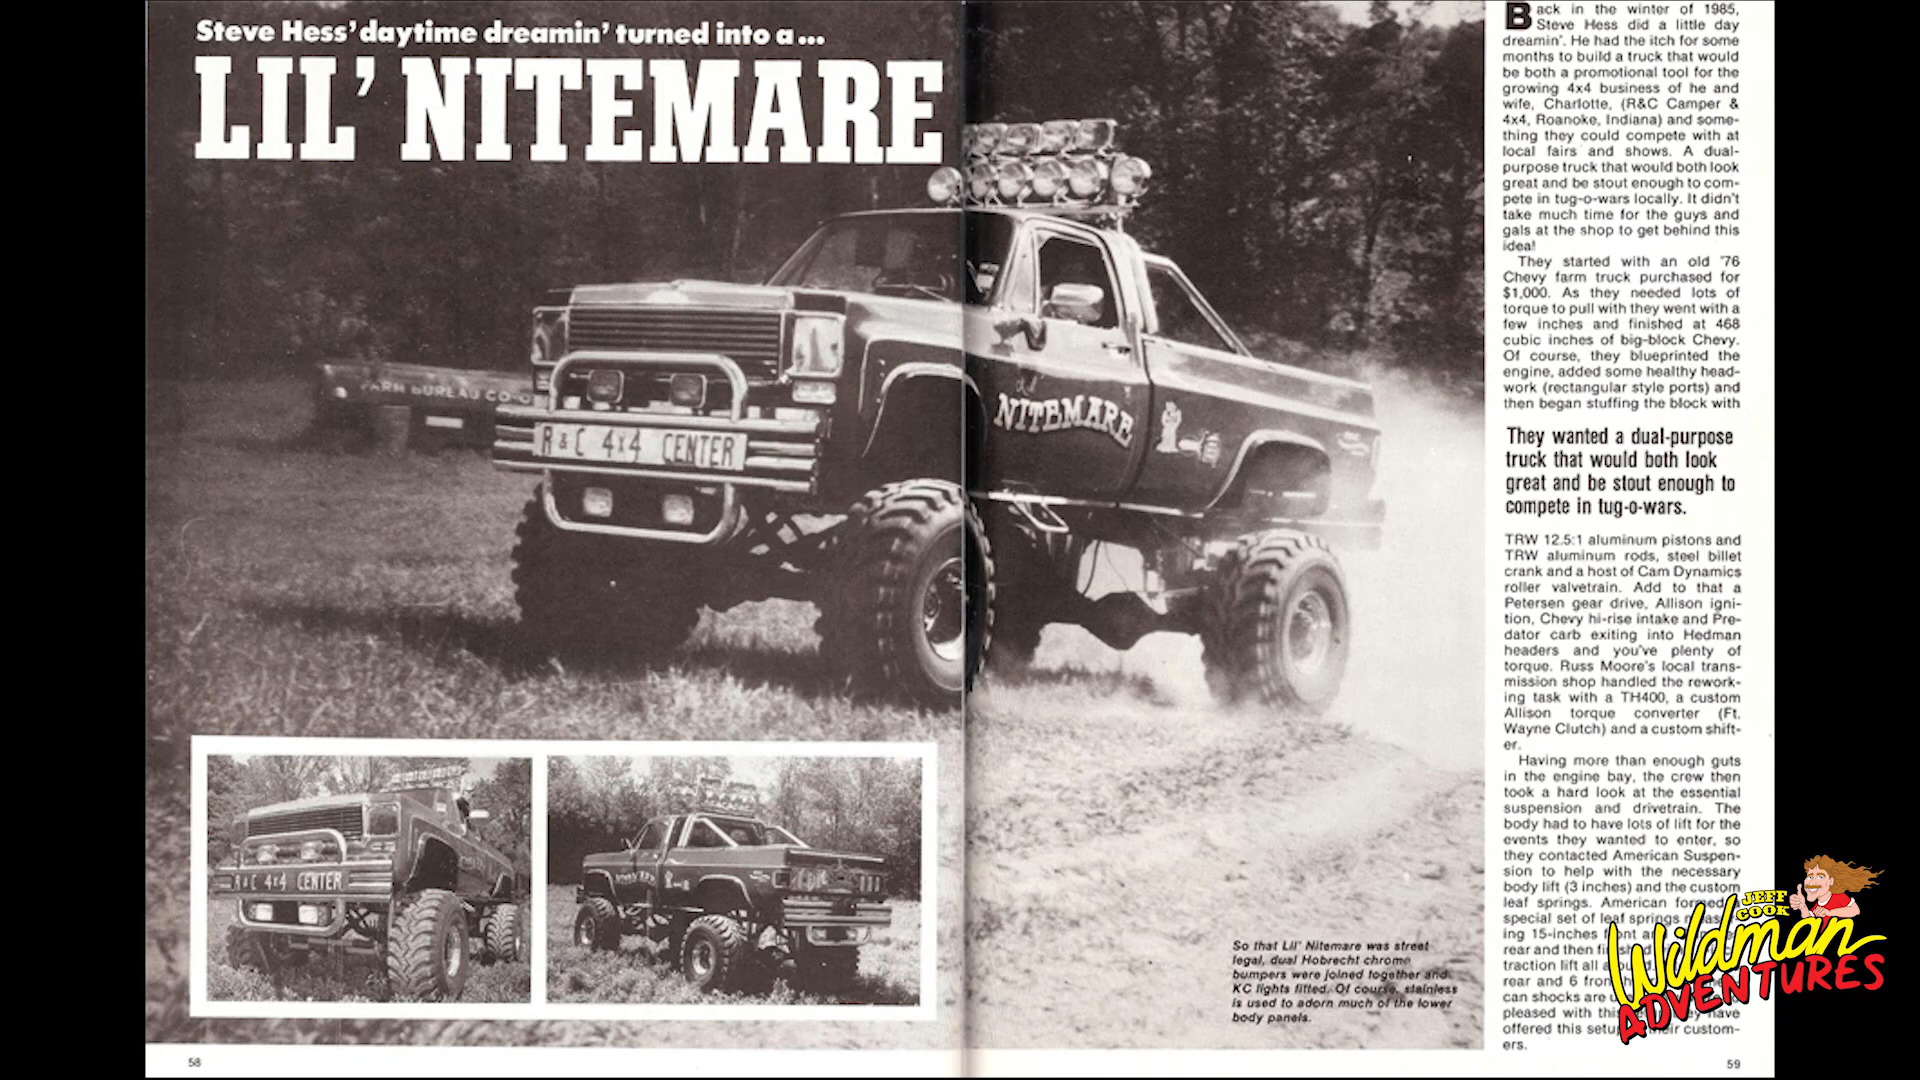 Steve Hess' daytime dreamin' turned into a...
LIL' NITEMARE
FARM BUREAU CO-O
R & C 4x4 CENTER
Lil'
NITEMARE
R & C 4x4 CENTER
So that Lil' Nitemare was street
legal, dual Hobrecht chrome
bumpers were joined together and
KC lights fitted. Of course, stainless
is used to adorn much of the lower
body panels.
58
Back in the winter of 1985,
Steve Hess did a little day
dreamin'. He had the itch for some
months to build a truck that would
be both a promotional tool for the
growing 4x4 business of he and
wife, Charlotte, (R&C Camper &
4x4, Roanoke, Indiana) and some-
thing they could compete with at
local fairs and shows. A dual-
purpose truck that would both look
great and be stout enough to com-
pete in tug-o-wars locally. It didn't
take much time for the guys and
gals at the shop to get behind this
idea!
They started with an old '76
Chevy farm truck purchased for
$1,000. As they needed lots of
torque to pull with they went with a
few inches and finished at 468
cubic inches of big-block Chevy.
Of course, they blueprinted the
engine, added some healthy head-
work (rectangular style ports) and
then began stuffing the block with
They wanted a dual-purpose
truck that would both look
great and be stout enough to
compete in tug-o-wars.
TRW 12.5:1 aluminum pistons and
TRW aluminum rods, steel billet
crank and a host of Cam Dynamics
roller valvetrain. Add to that a
Petersen gear drive, Allison igni-
tion, Chevy hi-rise intake and Pre-
dator carb exiting into Hedman
headers and you've plenty of
torque. Russ Moore's local trans-
mission shop handled the rework-
ing task with a TH400, a custom
Allison torque converter (Ft.
Wayne Clutch) and a custom shift-
er.
Having more than enough guts
in the engine bay, the crew then
took a hard look at the essential
suspension and drivetrain. The
body had to have lots of lift for the
events they wanted to enter, so
they contacted American Suspen-
sion to help with the necessary
body lift (3 inches) and the custom
leaf springs. American formed a
special set of leaf springs
ing 15-inches front
rear and then
traction lift all
rear and 6
can shocks are
pleased with this have
offered this setup custom-
ers.
59
JEFF
COOK
Wildman
ADVENTURES